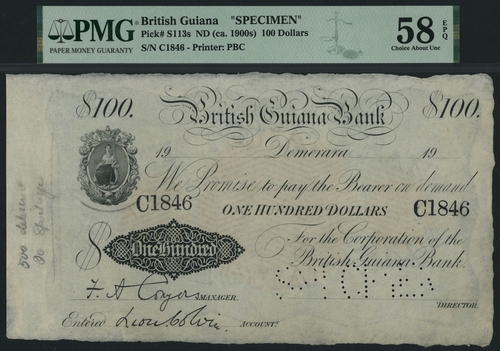 PMG
PAPER MONEY GUARANTY
British Guiana "SPECIMEN"
Pick# S113s ND (ca. 1900s) 100 Dollars
S/N C1846 - Printer: PBC
58 EPQ
Choice About Unc
$100. $100.
British Guiana Bank
19 Demerara 19
We Promise to pay the Bearer on demand
C1846 ONE HUNDRED DOLLARS C1846
$ One Hundred
For the Corporation of the
British Guiana Bank.
SPECIMEN
F. A. MANAGER.
DIRECTOR.
Entered ACCOUNT.
500